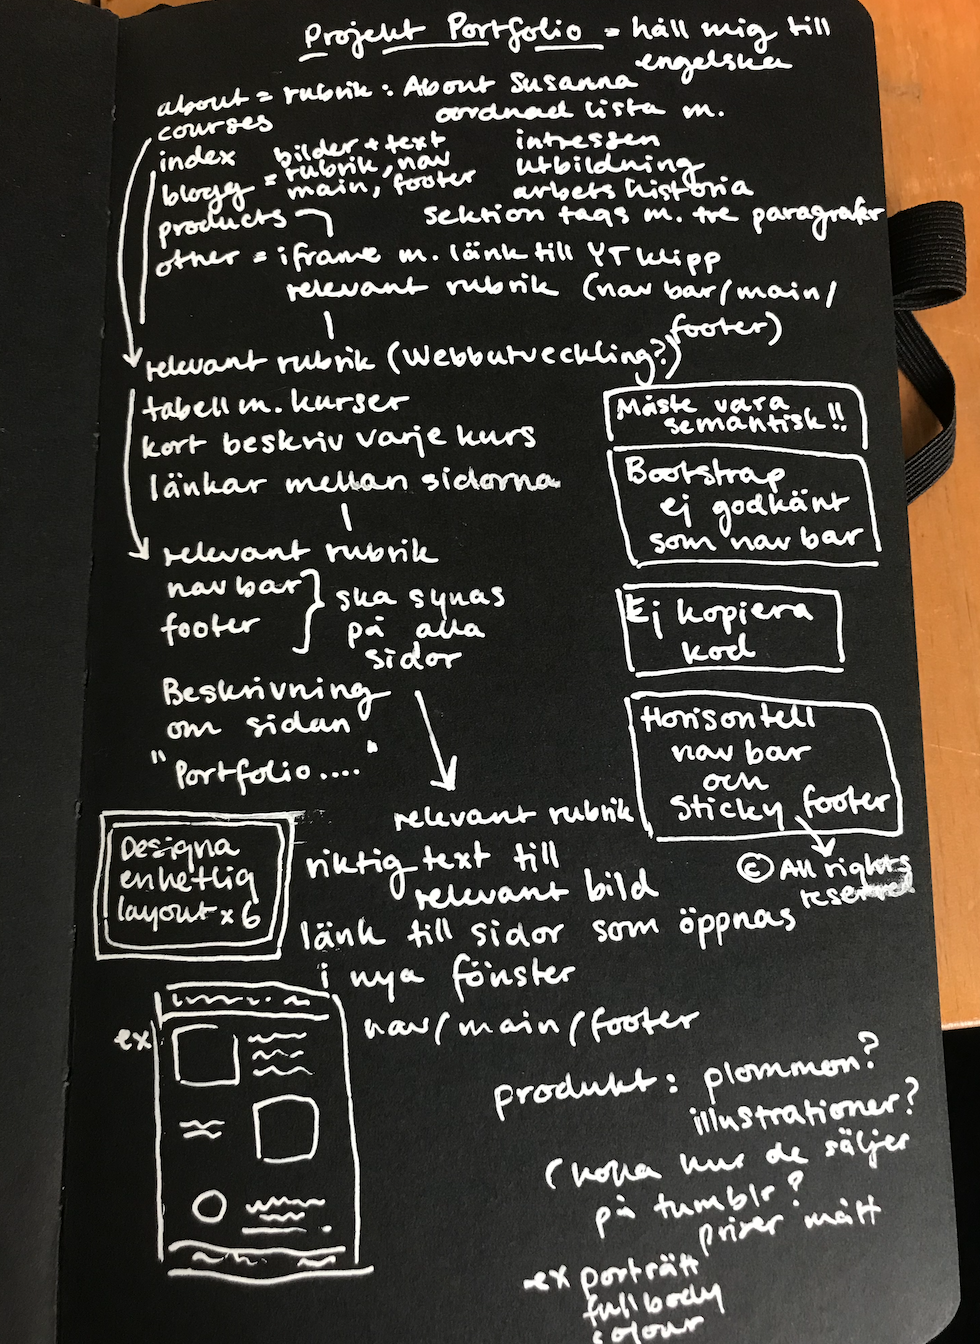 Projekt Portfolio = håll mig till
engelska
about = rubrik : About Susanna
oordnad lista m.
intressen
utbildning
arbets historia
sektion tags m. tre paragrafer
courses
index
blogg = bilder + text
rubrik, nav
main, footer
products
other = iframe m. länk till YT klipp
relevant rubrik (nav bar/main/
footer)
relevant rubrik (Webbutveckling?)
tabell m. kurser
kort beskriv varje kurs
länkar mellan sidorna
Måste vara
semantisk!!
Bootstrap
ej godkänt
som nav bar
relevant rubrik
nav bar
footer
ska synas
på alla
sidor
Ej kopiera
kod
Beskrivning
om sidan
"Portfolio...."
Horisontell
nav bar
och
Sticky footer
© All rights
reserved
relevant rubrik
riktig text till
relevant bild
länk till sidor som öppnas
i nya fönster
nav/main/footer
Designa
enhetlig
layout x 6
ex
produkt: plommon?
illustrationer?
(kolla hur de säljer
på tumblr?
priser mått
ex porträtt
full body
colour